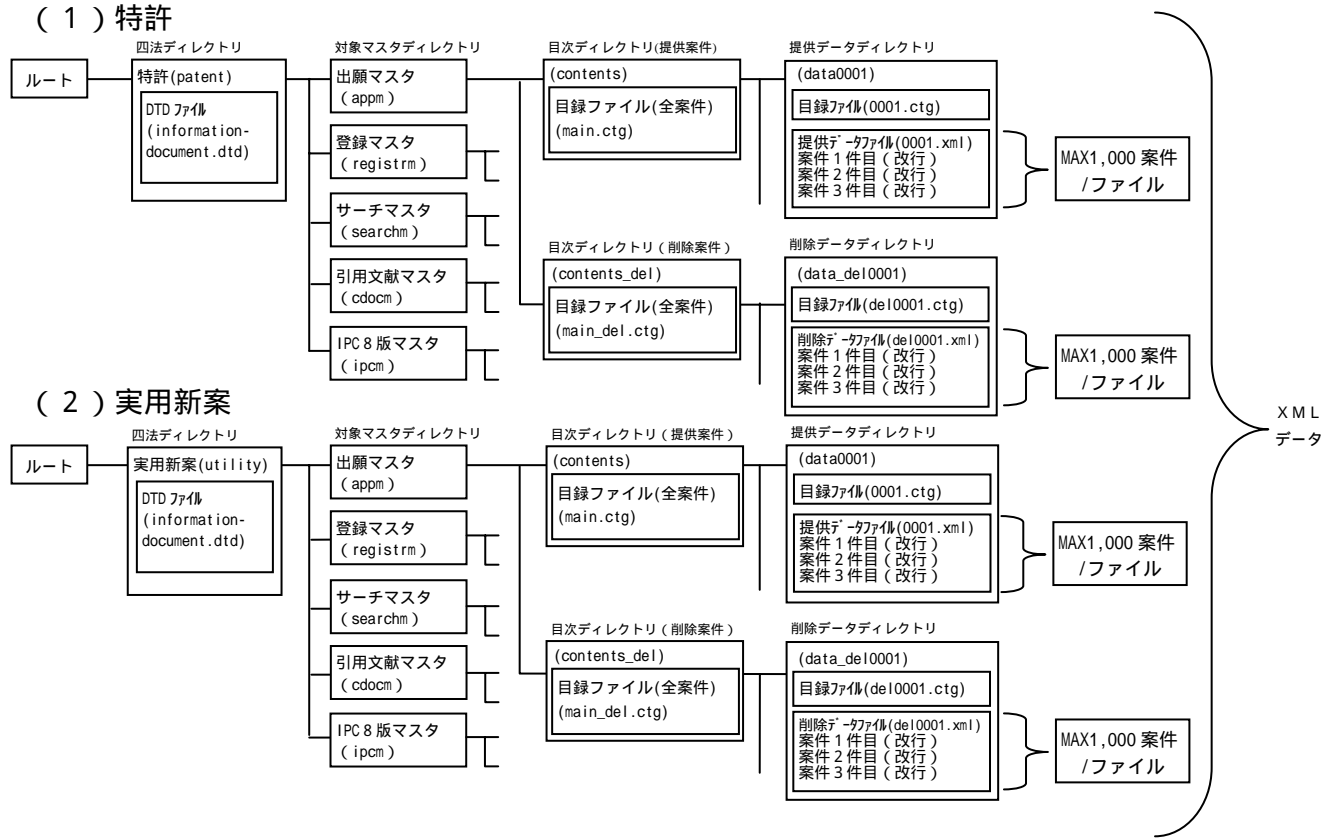 （１）特許
四法ディレクトリ
対象マスタディレクトリ
目次ディレクトリ(提供案件)
提供データディレクトリ
ルート
特許(patent)
DTD ﾌｧｲﾙ
(information-
document.dtd)
出願マスタ
（appm）
登録マスタ
（registrm）
サーチマスタ
（searchm）
引用文献マスタ
（cdocm）
IPC８版マスタ
（ipcm）
(contents)
目録ファイル(全案件)
(main.ctg)
(data0001)
目録ﾌｧｲﾙ(0001.ctg)
提供ﾃﾞｰﾀﾌｧｲﾙ(0001.xml)
案件１件目（改行）
案件２件目（改行）
案件３件目（改行）
MAX1,000 案件
/ファイル
目次ディレクトリ（削除案件）
削除データディレクトリ
(contents_del)
目録ファイル(全案件)
(main_del.ctg)
(data_del0001)
目録ﾌｧｲﾙ(del0001.ctg)
削除ﾃﾞｰﾀﾌｧｲﾙ(del0001.xml)
案件１件目（改行）
案件２件目（改行）
案件３件目（改行）
MAX1,000 案件
/ファイル
（２）実用新案
四法ディレクトリ
対象マスタディレクトリ
目次ディレクトリ（提供案件）
提供データディレクトリ
ルート
実用新案(utility)
DTD ﾌｧｲﾙ
(information-
document.dtd)
出願マスタ
（appm）
登録マスタ
（registrm）
サーチマスタ
（searchm）
引用文献マスタ
（cdocm）
IPC８版マスタ
（ipcm）
(contents)
目録ファイル(全案件)
(main.ctg)
(data0001)
目録ﾌｧｲﾙ(0001.ctg)
提供ﾃﾞｰﾀﾌｧｲﾙ(0001.xml)
案件１件目（改行）
案件２件目（改行）
案件３件目（改行）
MAX1,000 案件
/ファイル
目次ディレクトリ（削除案件）
削除データディレクトリ
(contents_del)
目録ファイル(全案件)
(main_del.ctg)
(data_del0001)
目録ﾌｧｲﾙ(del0001.ctg)
削除ﾃﾞｰﾀﾌｧｲﾙ(del0001.xml)
案件１件目（改行）
案件２件目（改行）
案件３件目（改行）
MAX1,000 案件
/ファイル
ＸＭＬ
データ